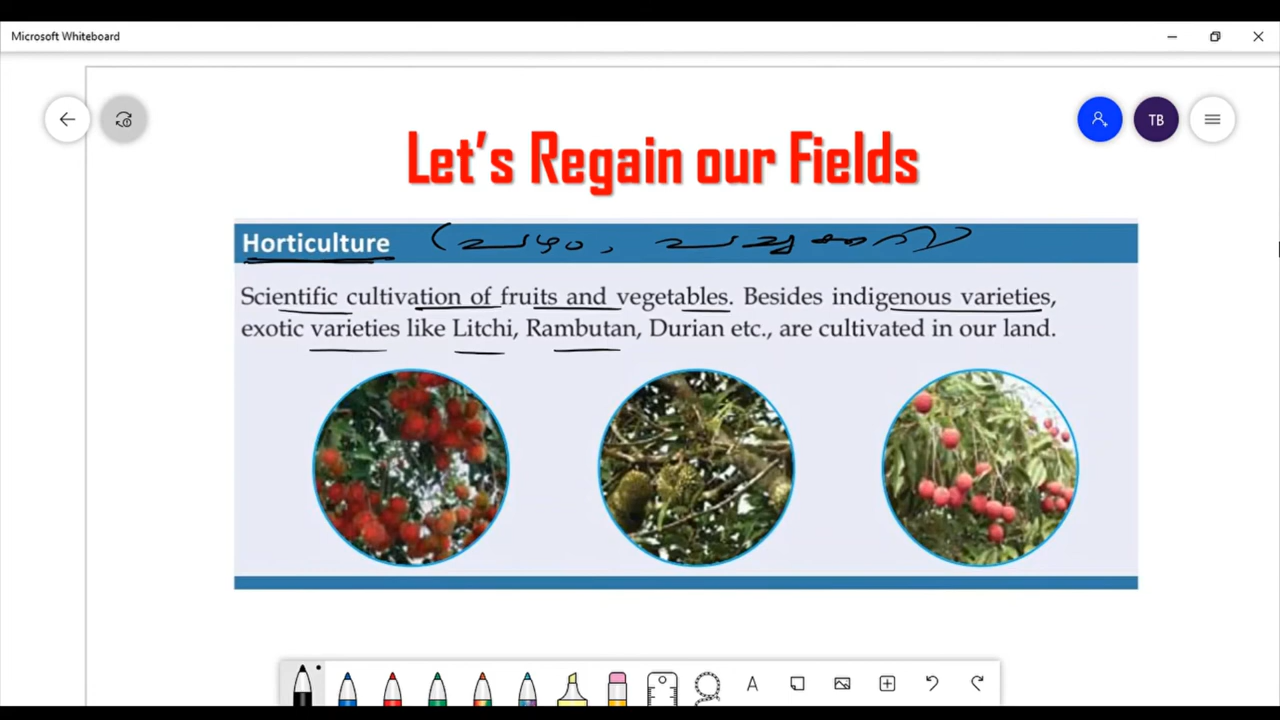 Microsoft Whiteboard
TB
Let's Regain our Fields
Horticulture
Scientific cultivation of fruits and vegetables. Besides indigenous varieties,
exotic varieties like Litchi, Rambutan, Durian etc., are cultivated in our land.
A